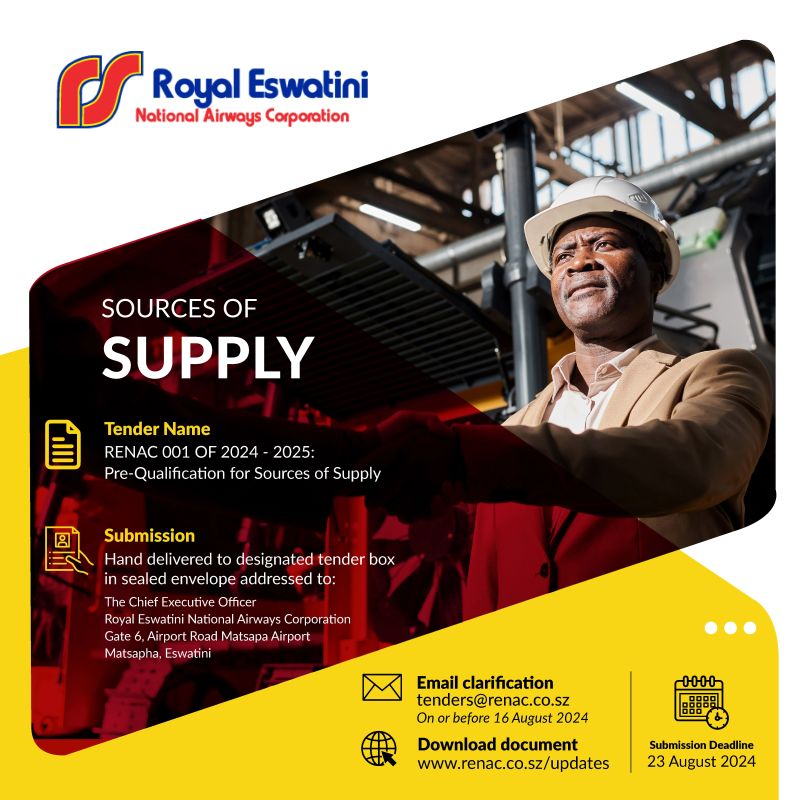 Royal Eswatini
National Airways Corporation
SOURCES OF
SUPPLY
Tender Name
RENAC 001 OF 2024 - 2025:
Pre-Qualification for Sources of Supply
Submission
Hand delivered to designated tender box
in sealed envelope addressed to:
The Chief Executive Officer
Royal Eswatini National Airways Corporation
Gate 6, Airport Road Matsapa Airport
Matsapha, Eswatini
Email clarification
tenders@renac.co.sz
On or before 16 August 2024
Download document
www.renac.co.sz/updates
Submission Deadline
23 August 2024